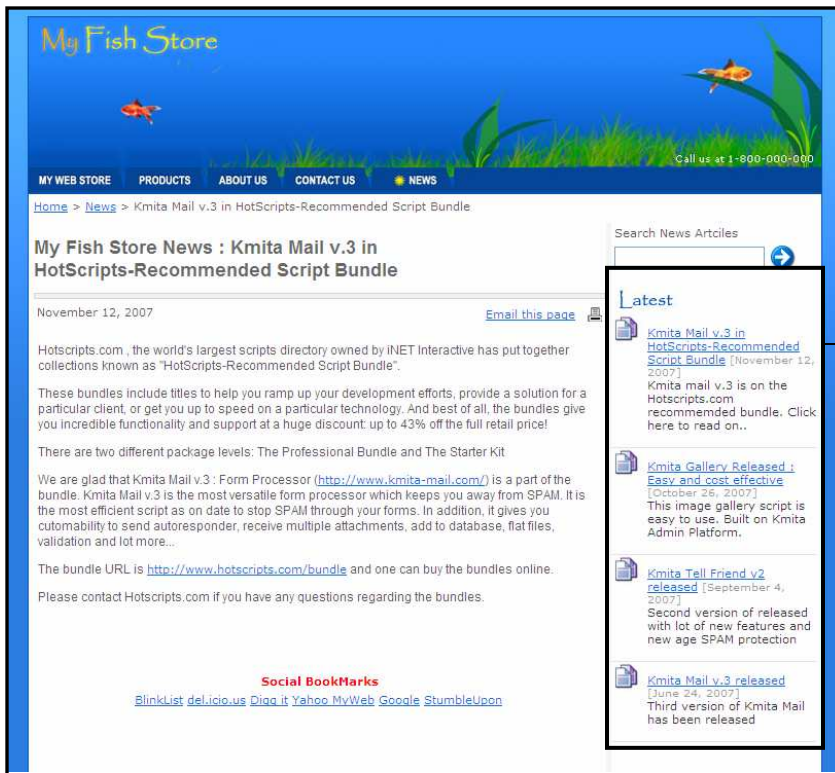 My Fish Store
Call us at 1-800-000-000
MY WEB STORE PRODUCTS ABOUT US CONTACT US NEWS
Home > News > Kmita Mail v.3 in HotScripts-Recommended Script Bundle
My Fish Store News : Kmita Mail v.3 in
HotScripts-Recommended Script Bundle
November 12, 2007 Email this page
Hotscripts.com , the world's largest scripts directory owned by iNET Interactive has put together
collections known as "HotScripts-Recommended Script Bundle".
These bundles include titles to help you ramp up your development efforts, provide a solution for a
particular client, or get you up to speed on a particular technology. And best of all, the bundles give
you incredible functionality and support at a huge discount: up to 43% off the full retail price!
There are two different package levels: The Professional Bundle and The Starter Kit
We are glad that Kmita Mail v.3 : Form Processor (http://www.kmita-mail.com/) is a part of the
bundle. Kmita Mail v.3 is the most versatile form processor which keeps you away from SPAM. It is
the most efficient script as on date to stop SPAM through your forms. In addition, it gives you
cutomability to send autoresponder, receive multiple attachments, add to database, flat files,
validation and lot more...
The bundle URL is http://www.hotscripts.com/bundle and one can buy the bundles online.
Please contact Hotscripts.com if you have any questions regarding the bundles.
Social BookMarks
BlinkList del.icio.us Digg it Yahoo MyWeb Google StumbleUpon
Search News Artciles
Latest
Kmita Mail v.3 in
HotScripts-Recommended
Script Bundle [November 12,
2007]
Kmita mail v.3 is on the
Hotscripts.com
recommemded bundle. Click
here to read on..
Kmita Gallery Released :
Easy and cost effective
[October 26, 2007]
This image gallery script is
easy to use. Built on Kmita
Admin Platform.
Kmita Tell Friend v2
released [September 4,
2007]
Second version of released
with lot of new features and
new age SPAM protection
Kmita Mail v.3 released
[June 24, 2007]
Third version of Kmita Mail
has been released